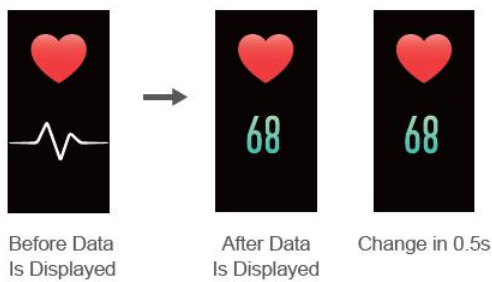 68
68
Before Data
Is Displayed
After Data
Is Displayed
Change in 0.5s